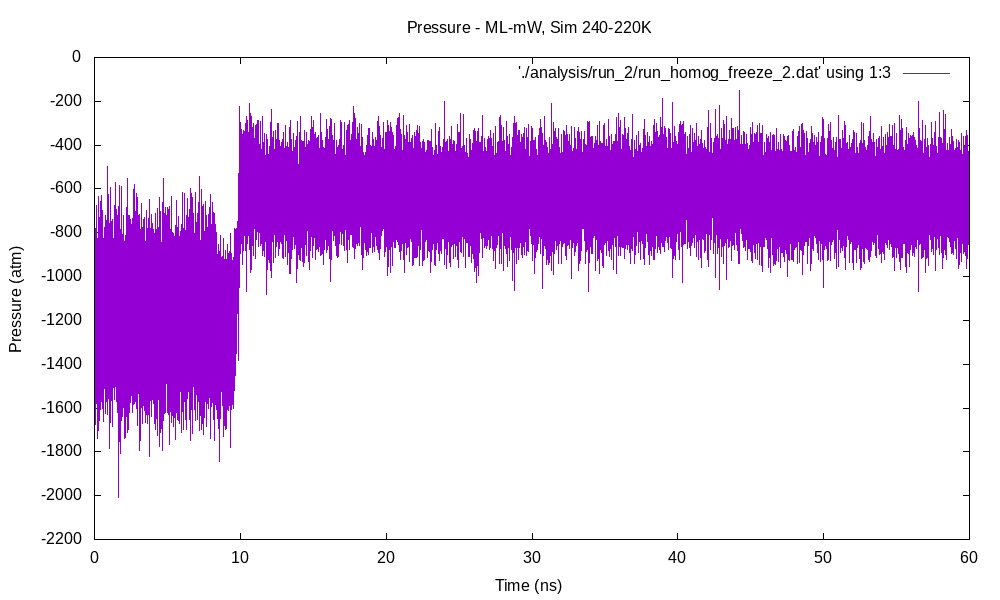 Pressure - ML-mW, Sim 240-220K
'./analysis/run_2/run_homog_freeze_2.dat' using 1:3
0
-200
-400
-600
-800
-1000
-1200
-1400
-1600
-1800
-2000
-2200
Pressure (atm)
0 10 20 30 40 50 60
Time (ns)